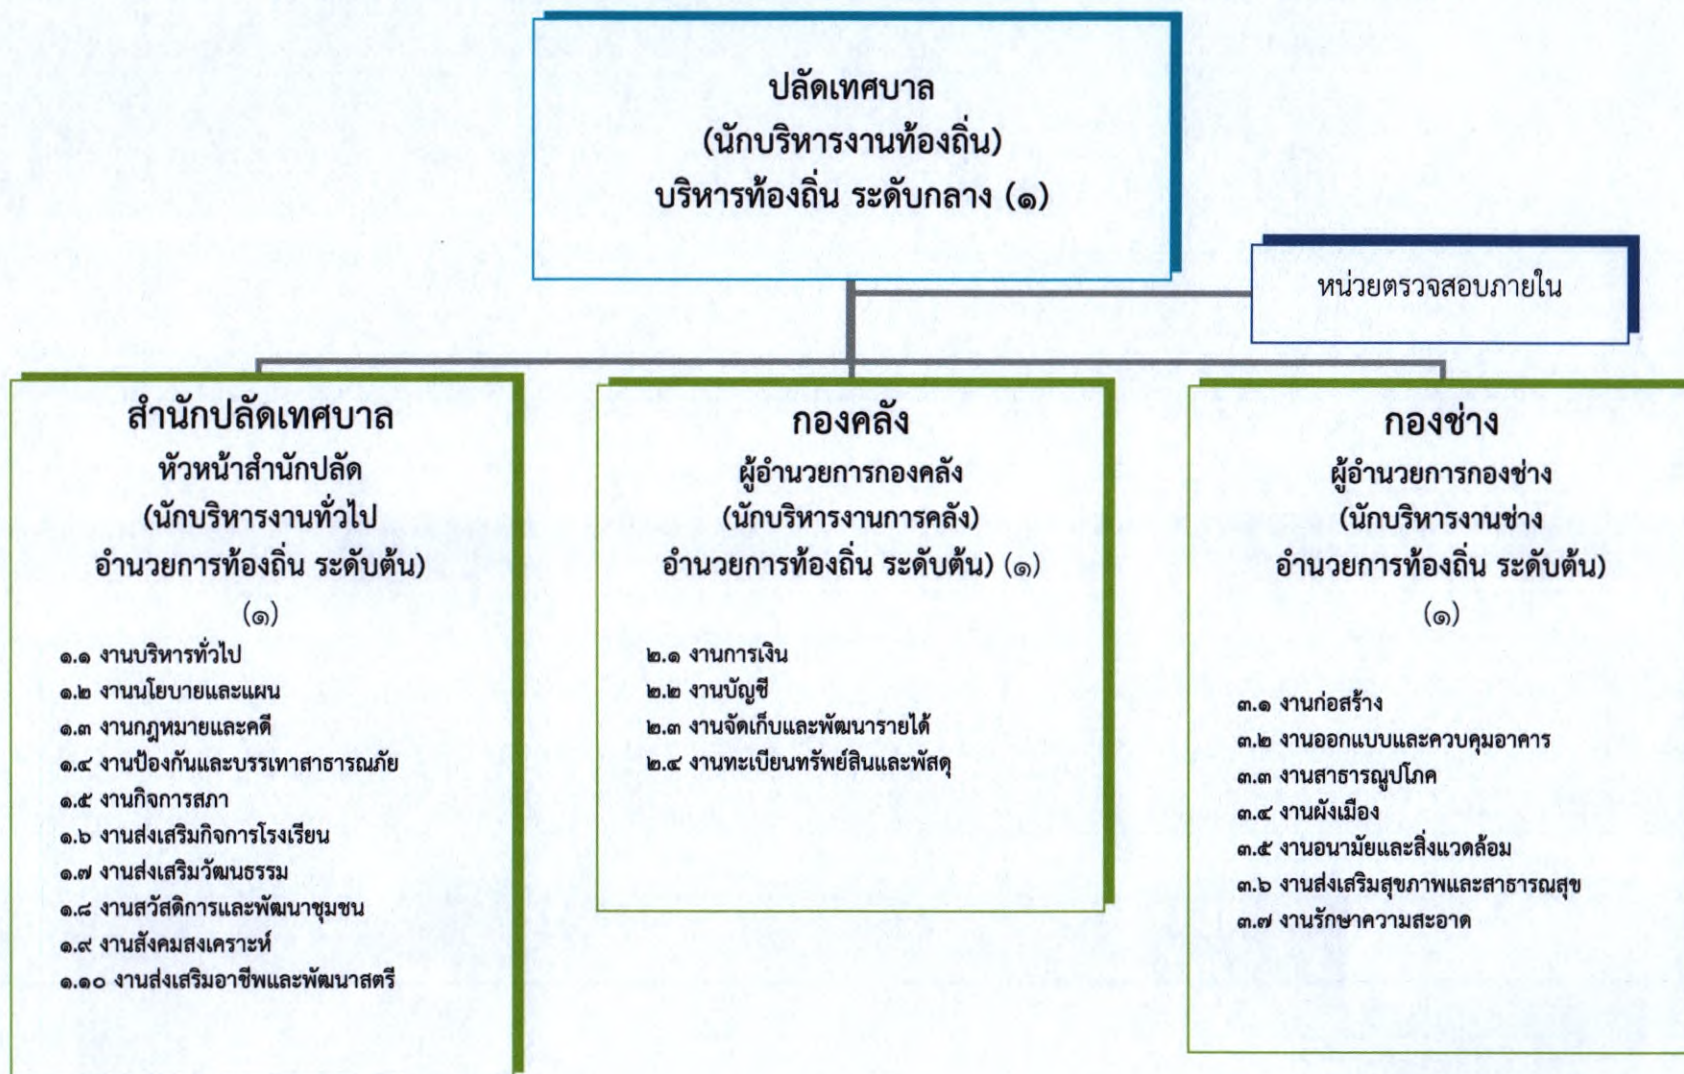 ปลัดเทศบาล
(นักบริหารงานท้องถิ่น)
บริหารท้องถิ่น ระดับกลาง (๑)
หน่วยตรวจสอบภายใน
สำนักปลัดเทศบาล
หัวหน้าสำนักปลัด
(นักบริหารงานทั่วไป
อำนวยการท้องถิ่น ระดับต้น)
(๑)
๑.๑ งานบริหารทั่วไป
๑.๒ งานนโยบายและแผน
๑.๓ งานกฎหมายและคดี
๑.๔ งานป้องกันและบรรเทาสาธารณภัย
๑.๕ งานกิจการสภา
๑.๖ งานส่งเสริมกิจการโรงเรียน
๑.๗ งานส่งเสริมวัฒนธรรม
๑.๘ งานสวัสดิการและพัฒนาชุมชน
๑.๙ งานสังคมสงเคราะห์
๑.๑๐ งานส่งเสริมอาชีพและพัฒนาสตรี
กองคลัง
ผู้อำนวยการกองคลัง
(นักบริหารงานการคลัง)
อำนวยการท้องถิ่น ระดับต้น) (๑)
๒.๑ งานการเงิน
๒.๒ งานบัญชี
๒.๓ งานจัดเก็บและพัฒนารายได้
๒.๔ งานทะเบียนทรัพย์สินและพัสดุ
กองช่าง
ผู้อำนวยการกองช่าง
(นักบริหารงานช่าง
อำนวยการท้องถิ่น ระดับต้น)
(๑)
๓.๑ งานก่อสร้าง
๓.๒ งานออกแบบและควบคุมอาคาร
๓.๓ งานสาธารณูปโภค
๓.๔ งานผังเมือง
๓.๕ งานอนามัยและสิ่งแวดล้อม
๓.๖ งานส่งเสริมสุขภาพและสาธารณสุข
๓.๗ งานรักษาความสะอาด